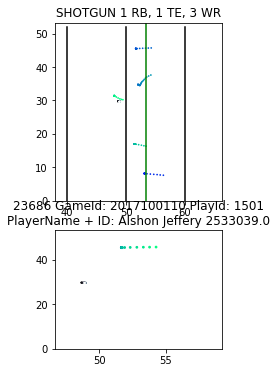 SHOTGUN 1 RB, 1 TE, 3 WR
50
40
30
20
10
0
40 50 60
23686 GameId: 2017100110 PlayId: 1501
PlayerName + ID: Alshon Jeffery 2533039.0
40
20
0
50 55